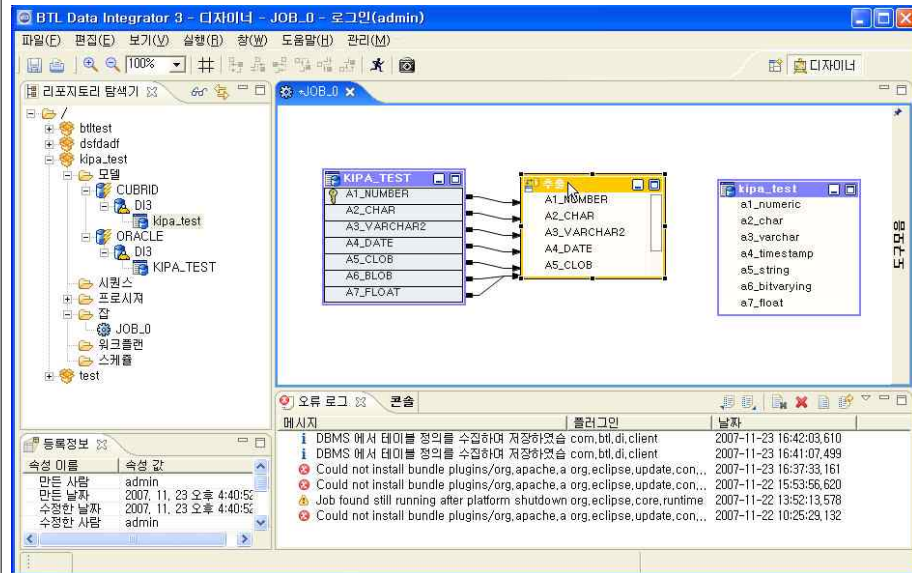 BTL Data Integrator 3 - 디자이너 - JOB_0 - 로그인(admin)
파일(F) 편집(E) 보기(V) 실행(R) 창(W) 도움말(H) 관리(M)
100%
디자이너
리포지토리 탐색기
/
btltest
dsfdadf
kipa_test
모델
CUBRID
DI3
kipa_test
ORACLE
DI3
KIPA_TEST
시퀀스
프로시져
잡
JOB_0
워크플랜
스케쥴
test
*JOB_0
KIPA_TEST
A1_NUMBER
A2_CHAR
A3_VARCHAR2
A4_DATE
A5_CLOB
A6_BLOB
A7_FLOAT
추출
A1_NUMBER
A2_CHAR
A3_VARCHAR2
A4_DATE
A5_CLOB
kipa_test
a1_numeric
a2_char
a3_varchar
a4_timestamp
a5_string
a6_bitvarying
a7_float
등록정보
속성 이름 속성 값
만든 사람 admin
만든 날짜 2007. 11. 23 오후 4:40:52
수정한 날짜 2007. 11. 23 오후 4:40:52
수정한 사람 admin
오류 로그 콘솔
메시지 플러그인 날짜
DBMS 에서 테이블 정의를 수집하여 저장하였습 com.btl.di.client 2007-11-23 16:42:03.610
DBMS 에서 테이블 정의를 수집하여 저장하였습 com.btl.di.client 2007-11-23 16:41:07.499
Could not install bundle plugins/org.apache.a org.eclipse.update.con... 2007-11-23 16:37:33.161
Could not install bundle plugins/org.apache.a org.eclipse.update.con... 2007-11-22 15:53:56.620
Job found still running after platform shutdown org.eclipse.core.runtime 2007-11-22 13:52:13.578
Could not install bundle plugins/org.apache.a org.eclipse.update.con... 2007-11-22 10:25:29.132